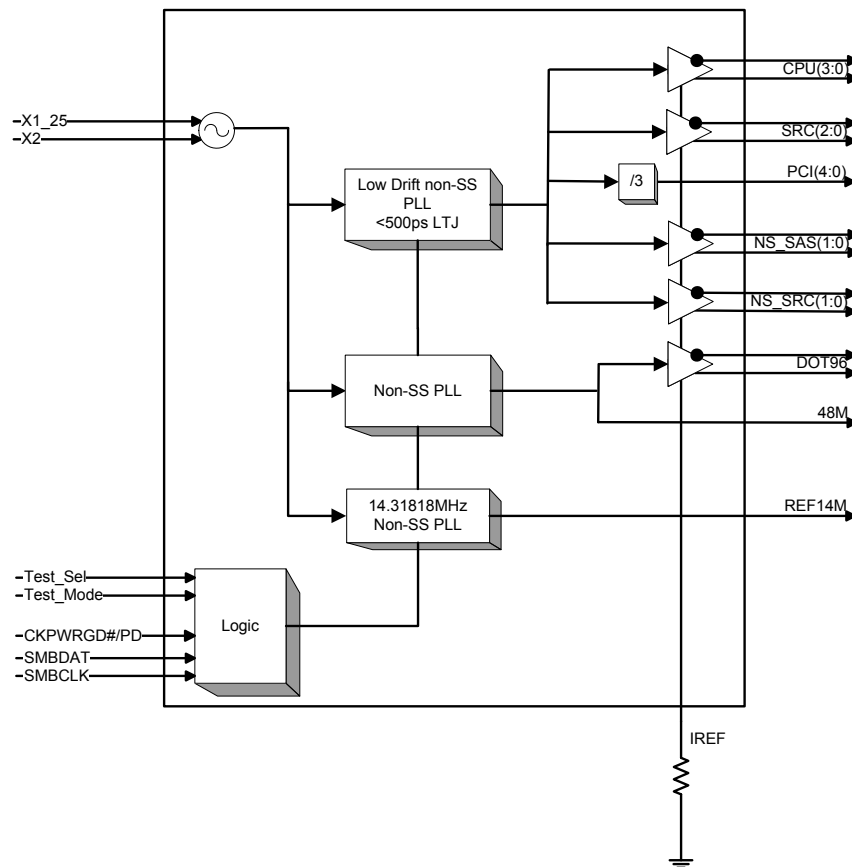 CPU(3:0)
X1_25
X2
SRC(2:0)
Low Drift non-SS
PLL
<500ps LTJ
/3
PCI(4:0)
NS_SAS(1:0)
NS_SRC(1:0)
DOT96
Non-SS PLL
48M
14.31818MHz
Non-SS PLL
REF14M
Test_Sel
Test_Mode
Logic
CKPWRGD#/PD
SMBDAT
SMBCLK
IREF